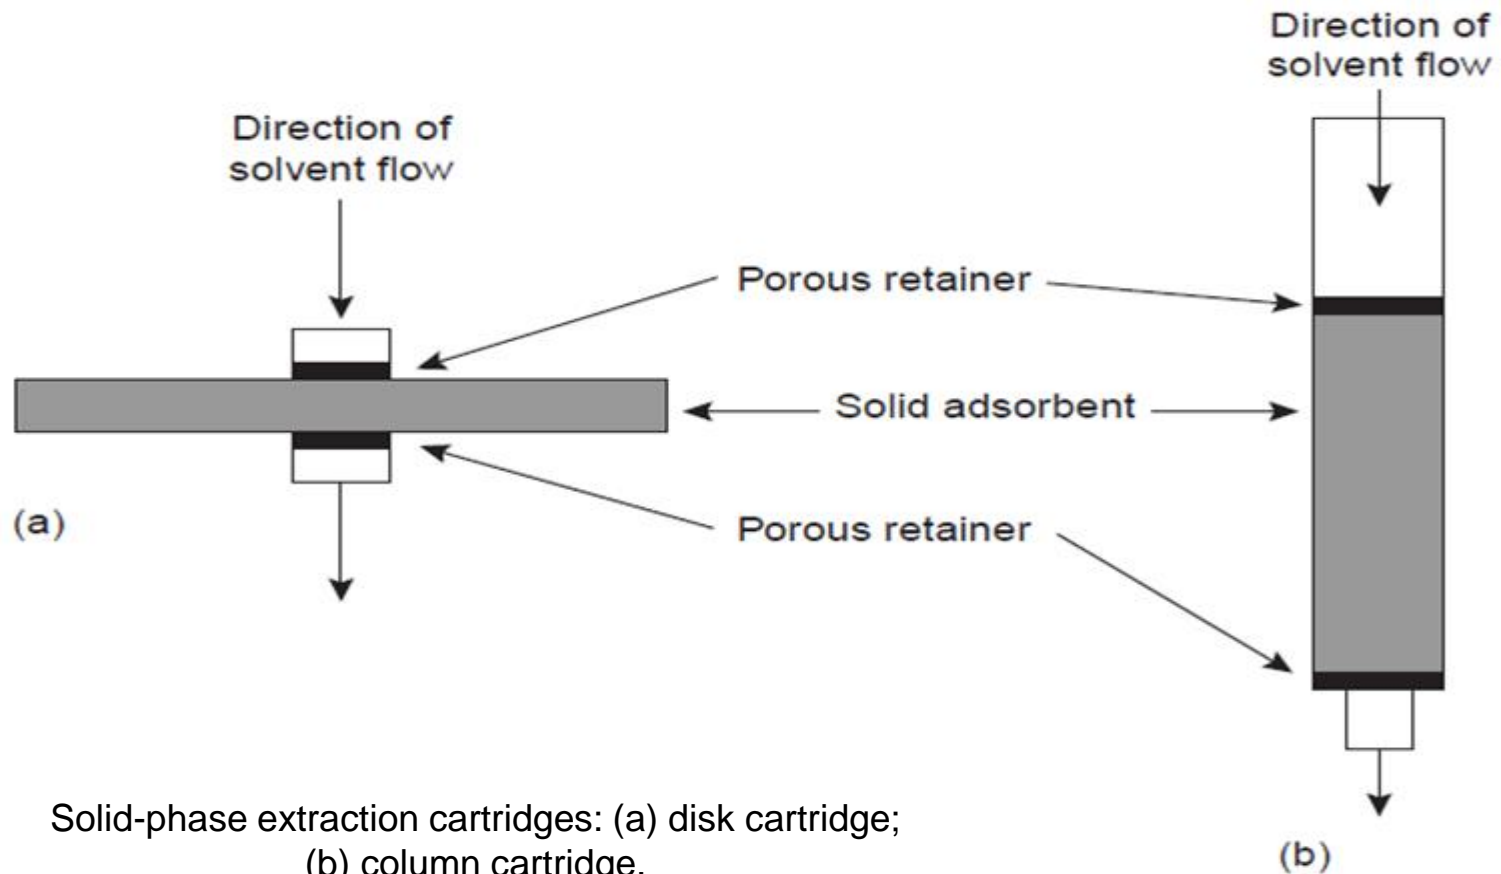 Direction of
solvent flow
Direction of
solvent flow
Porous retainer
Solid adsorbent
Porous retainer
(a)
(b)
Solid-phase extraction cartridges: (a) disk cartridge;
(b) column cartridge.